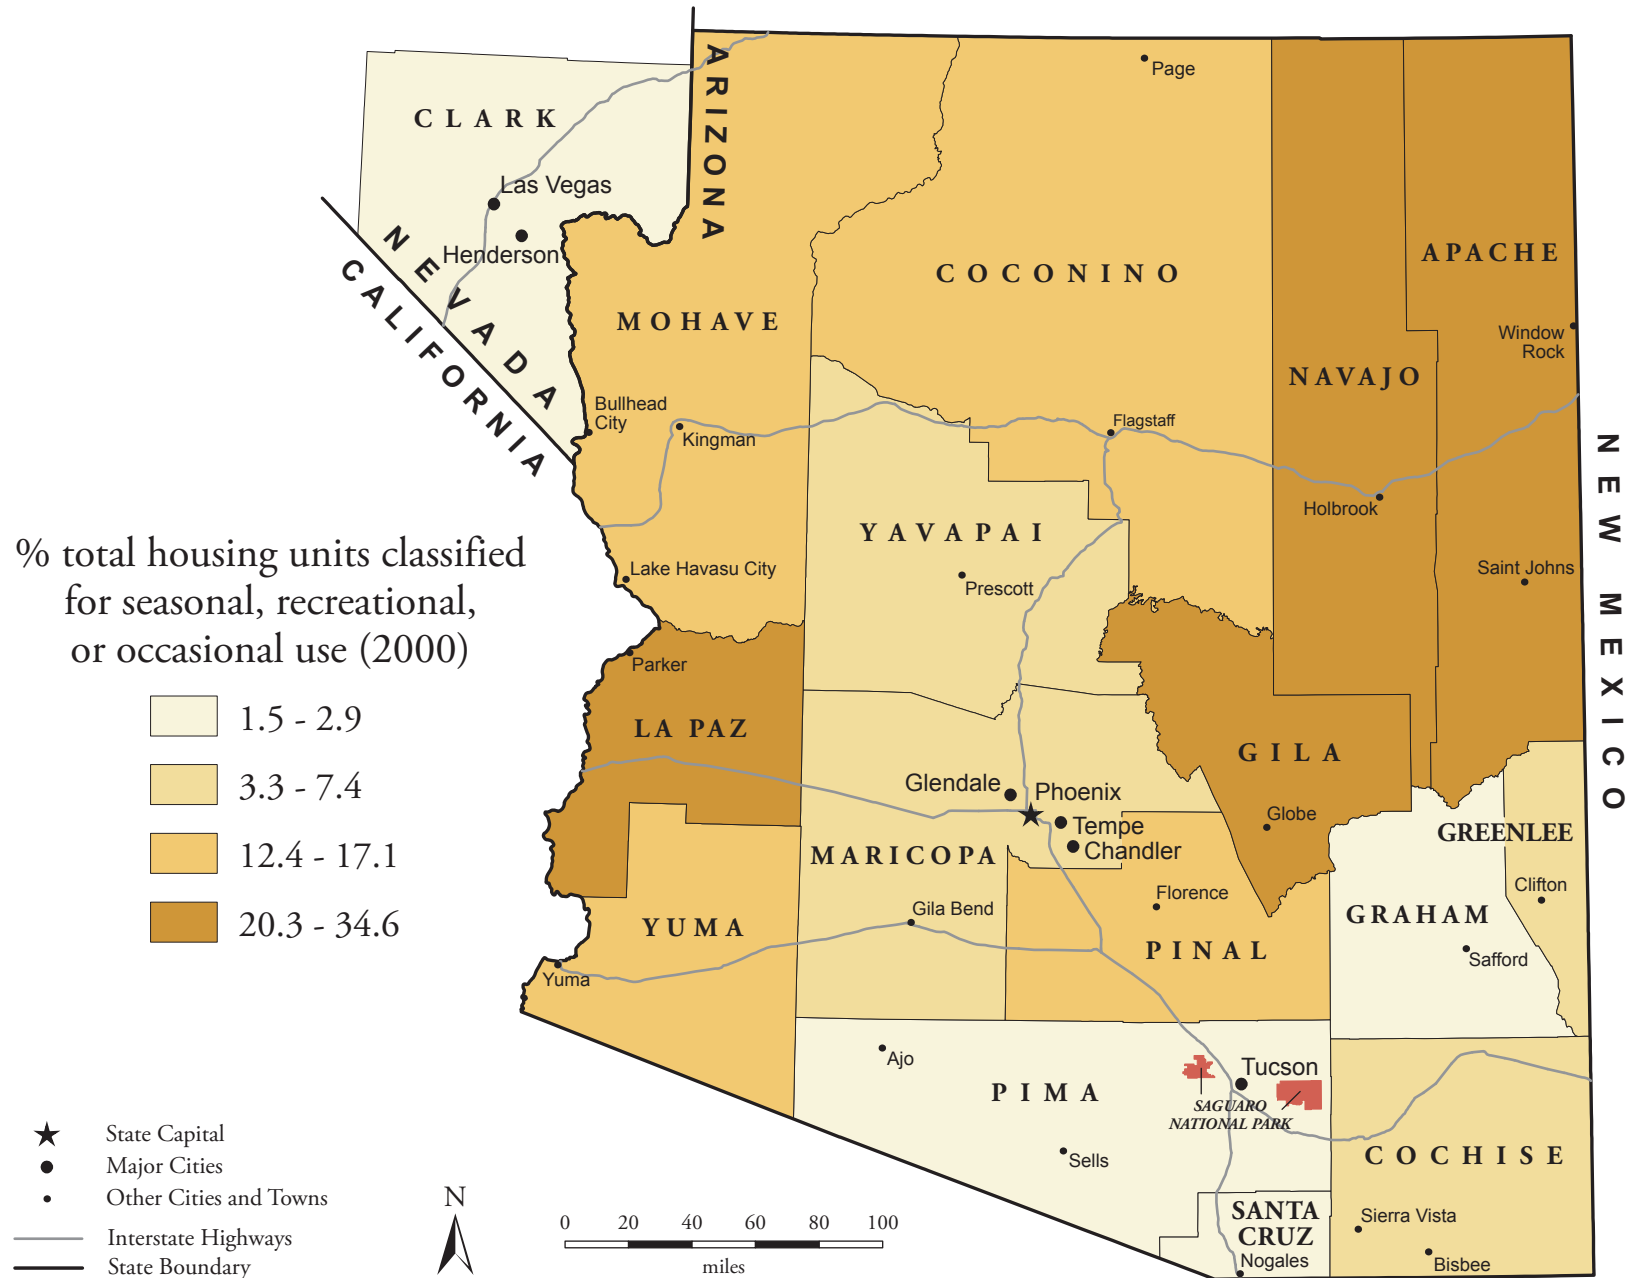 Page
ARIZONA
CLARK
Las Vegas
Henderson
NEVADA
CALIFORNIA
COCONINO
APACHE
MOHAVE
Window
Rock
NAVAJO
Bullhead
City
Kingman
Flagstaff
NEW MEXICO
Holbrook
YAVAPAI
Prescott
Lake Havasu City
Saint Johns
% total housing units classified
for seasonal, recreational,
or occasional use (2000)
1.5 - 2.9
3.3 - 7.4
12.4 - 17.1
20.3 - 34.6
Parker
LA PAZ
GILA
Glendale
Phoenix
Tempe
Chandler
Globe
GREENLEE
MARICOPA
Clifton
Florence
Gila Bend
GRAHAM
YUMA
PINAL
Safford
Yuma
Ajo
Tucson
PIMA
SAGUARO
NATIONAL PARK
Sells
COCHISE
SANTA
CRUZ
Nogales
Sierra Vista
Bisbee
State Capital
Major Cities
Other Cities and Towns
Interstate Highways
State Boundary
N
0 20 40 60 80 100
miles